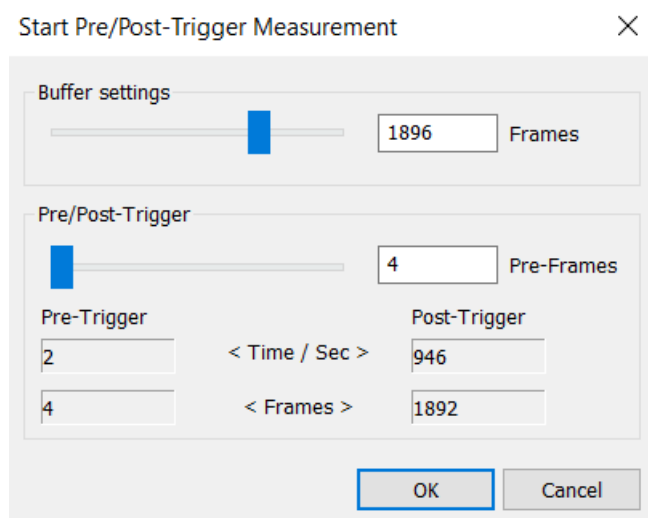 Start Pre/Post-Trigger Measurement
Buffer settings
1896 Frames
Pre/Post-Trigger
4 Pre-Frames
Pre-Trigger Post-Trigger
2 < Time / Sec > 946
4 < Frames > 1892
OK Cancel